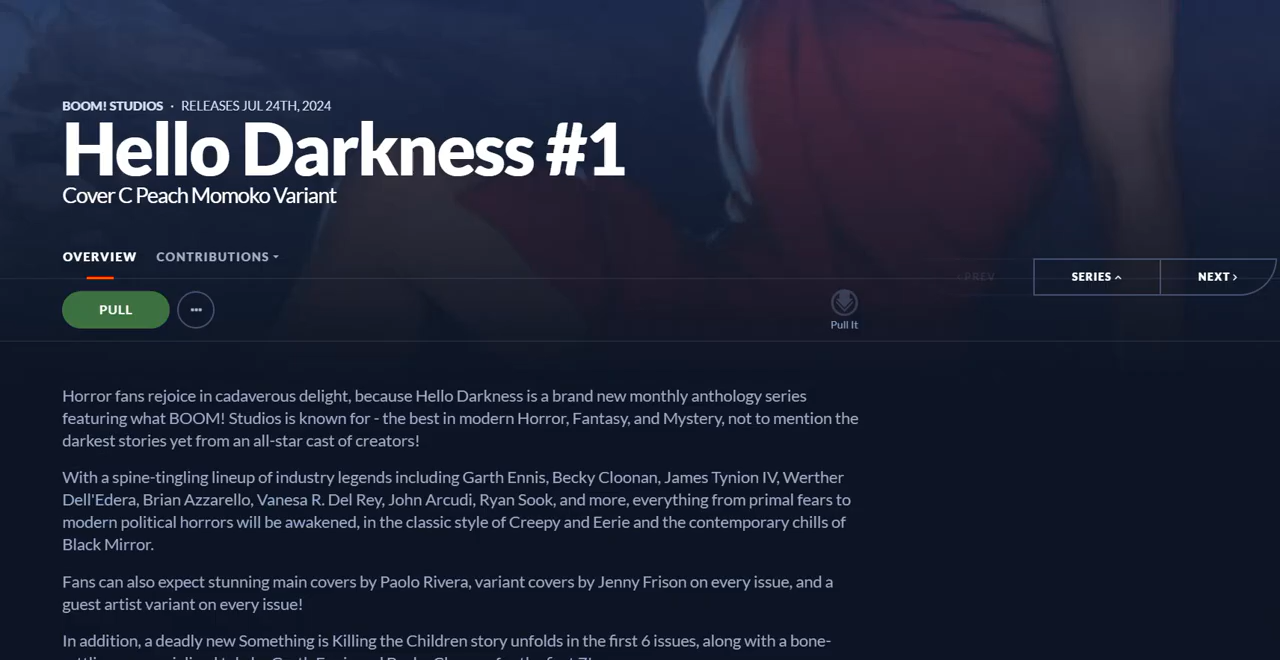 BOOM! STUDIOS · RELEASES JUL 24TH, 2024
Hello Darkness #1
Cover C Peach Momoko Variant
OVERVIEW CONTRIBUTIONS
PREV SERIES NEXT
PULL ••• Pull It
Horror fans rejoice in cadaverous delight, because Hello Darkness is a brand new monthly anthology series
featuring what BOOM! Studios is known for - the best in modern Horror, Fantasy, and Mystery, not to mention the
darkest stories yet from an all-star cast of creators!
With a spine-tingling lineup of industry legends including Garth Ennis, Becky Cloonan, James Tynion IV, Werther
Dell'Edera, Brian Azzarello, Vanesa R. Del Rey, John Arcudi, Ryan Sook, and more, everything from primal fears to
modern political horrors will be awakened, in the classic style of Creepy and Eerie and the contemporary chills of
Black Mirror.
Fans can also expect stunning main covers by Paolo Rivera, variant covers by Jenny Frison on every issue, and a
guest artist variant on every issue!
In addition, a deadly new Something is Killing the Children story unfolds in the first 6 issues, along with a bone-